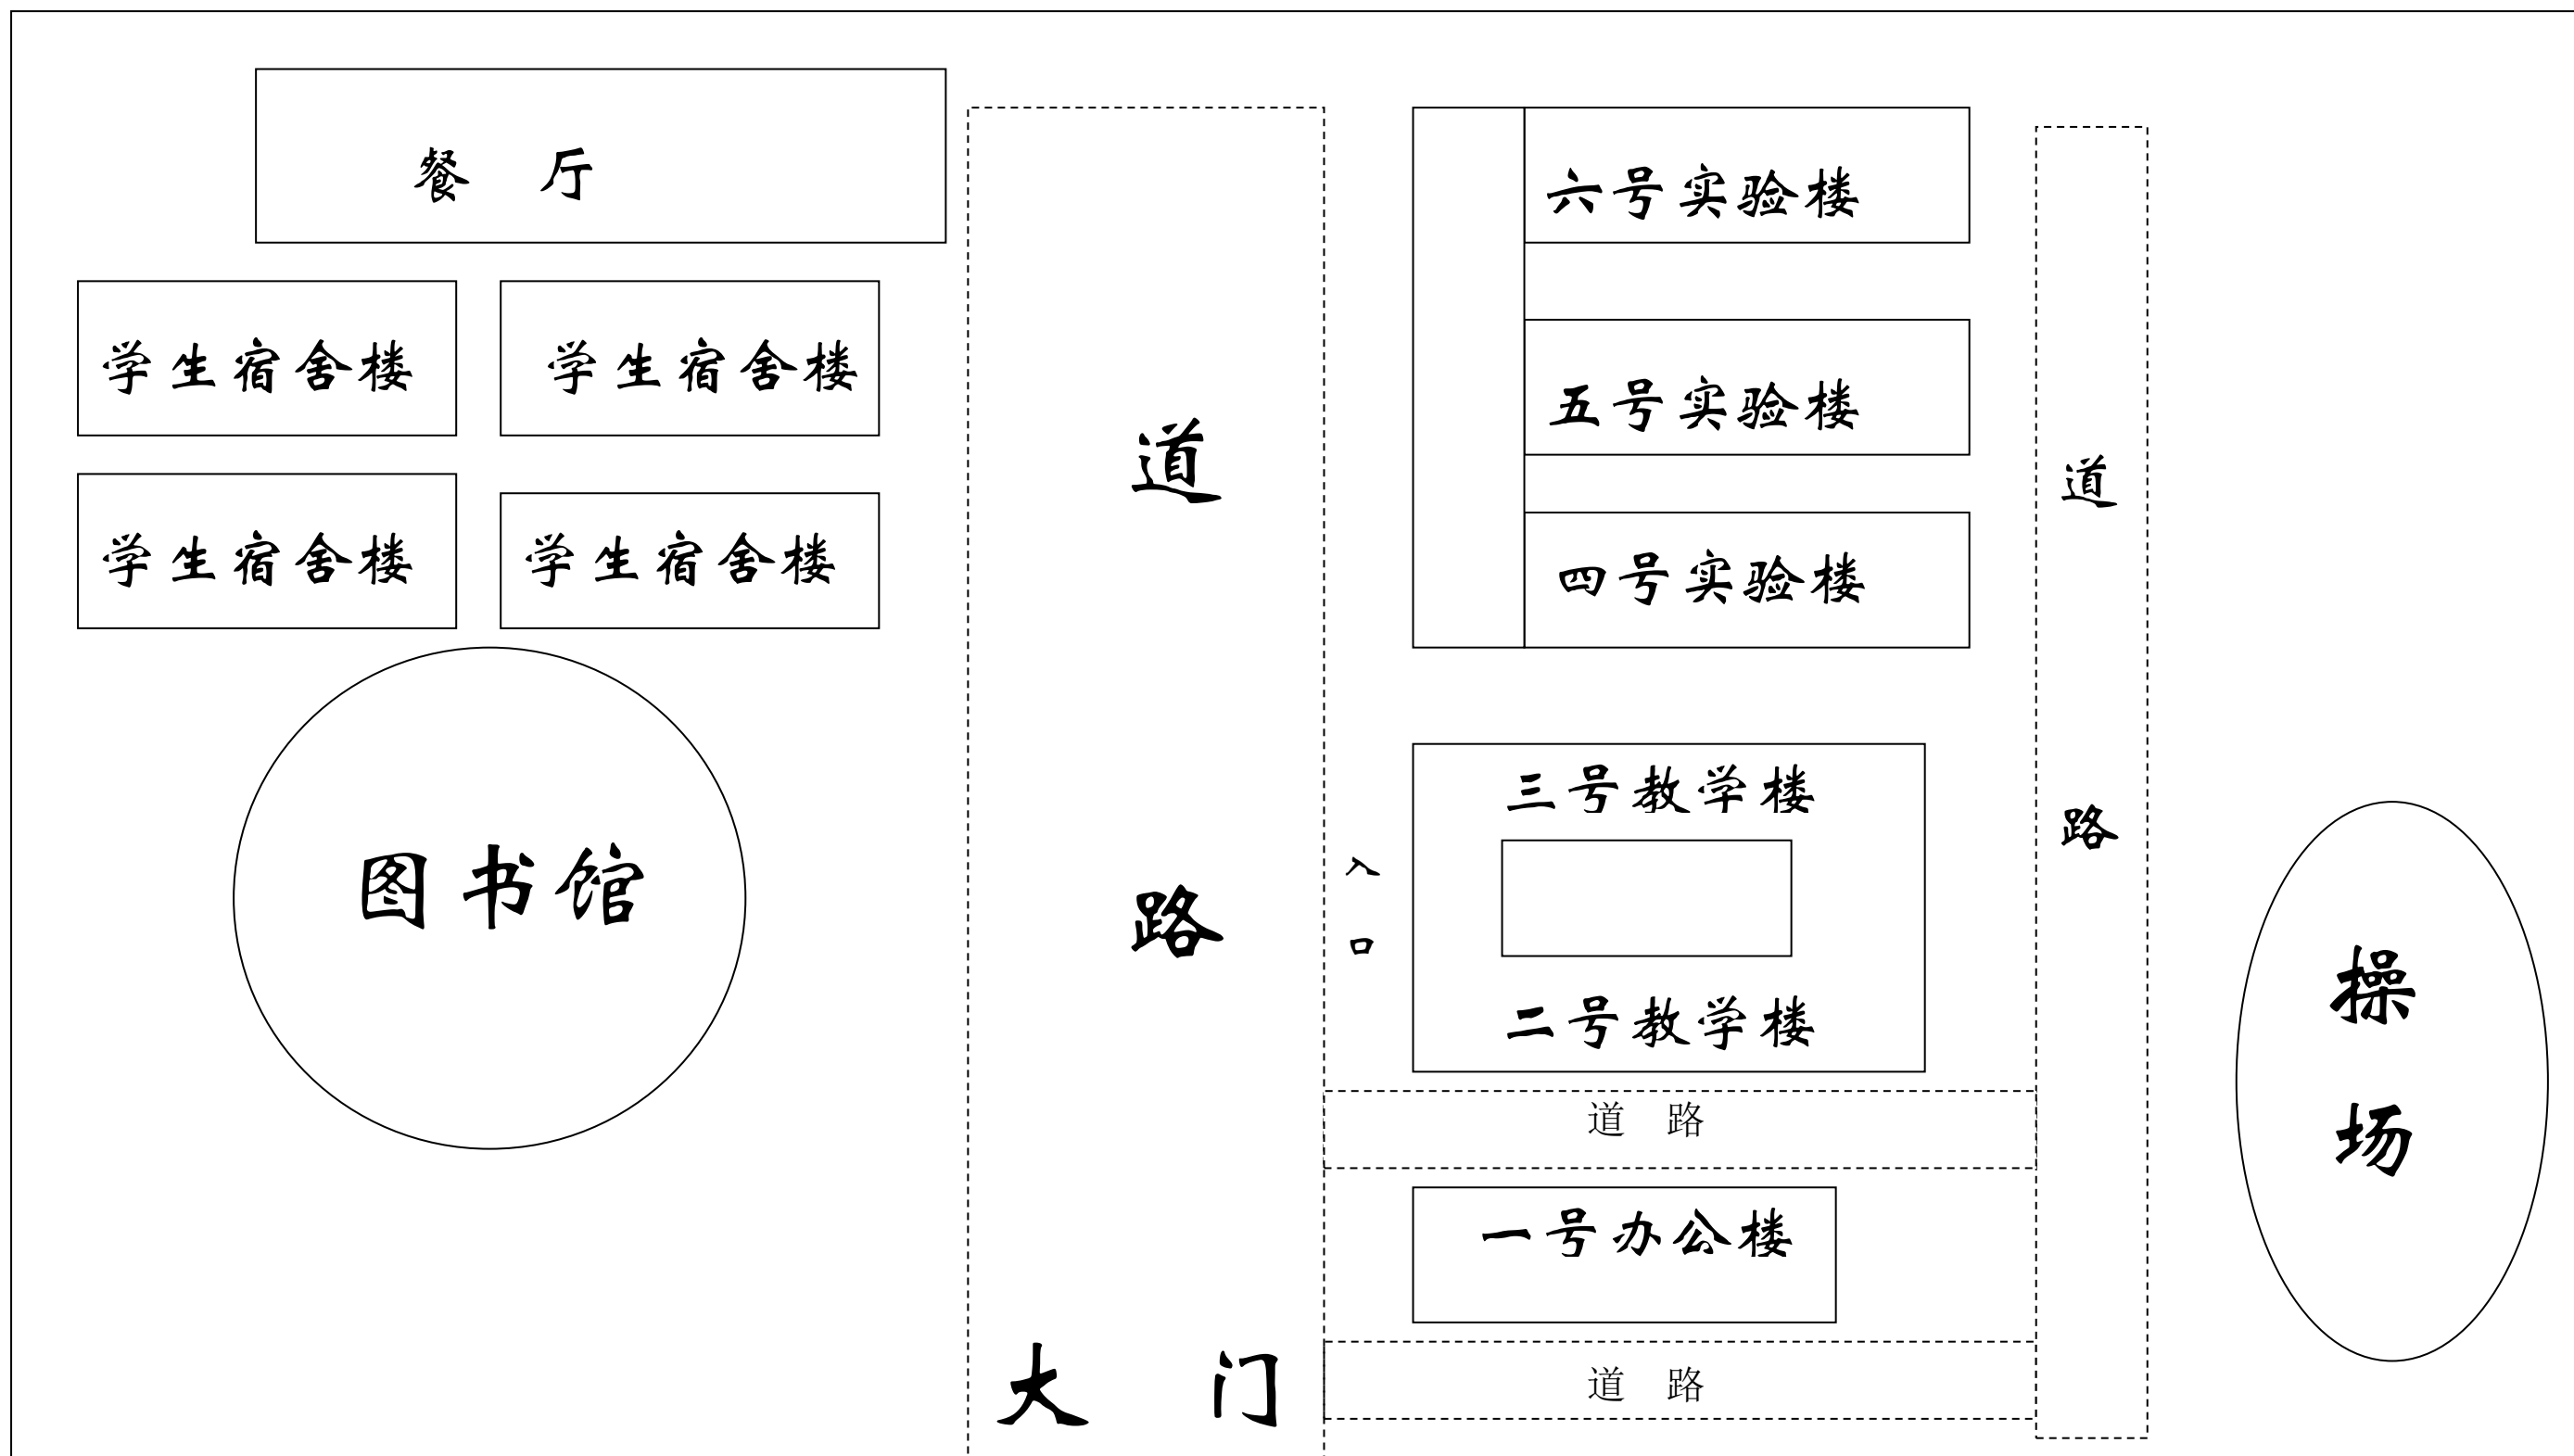 餐 厅
六号实验楼
学生宿舍楼
学生宿舍楼
五号实验楼
学生宿舍楼
学生宿舍楼
四号实验楼
道
路
道
路
图书馆
三号教学楼
入
口
二号教学楼
操
场
道 路
一号办公楼
大 门
道 路